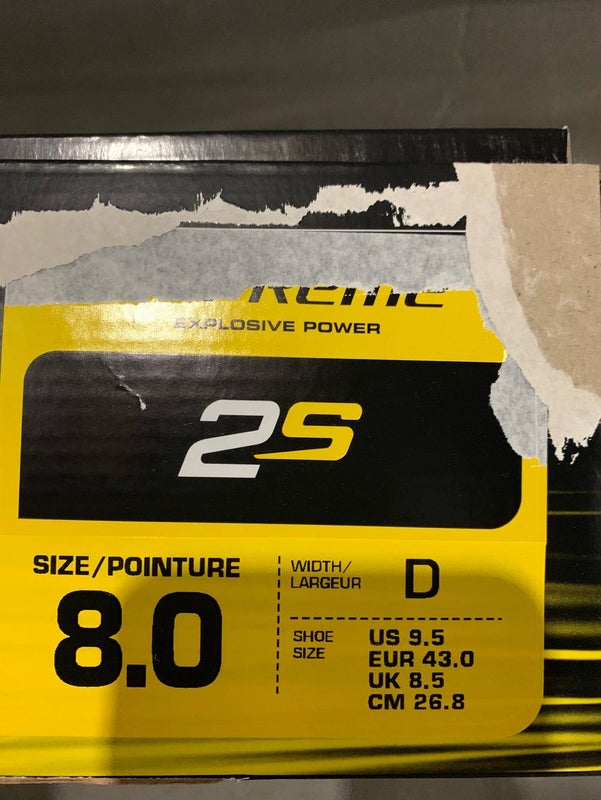 EXPLOSIVE POWER
2S
SIZE/POINTURE
8.0
WIDTH/
LARGEUR
D
SHOE
SIZE
US 9.5
EUR 43.0
UK 8.5
CM 26.8